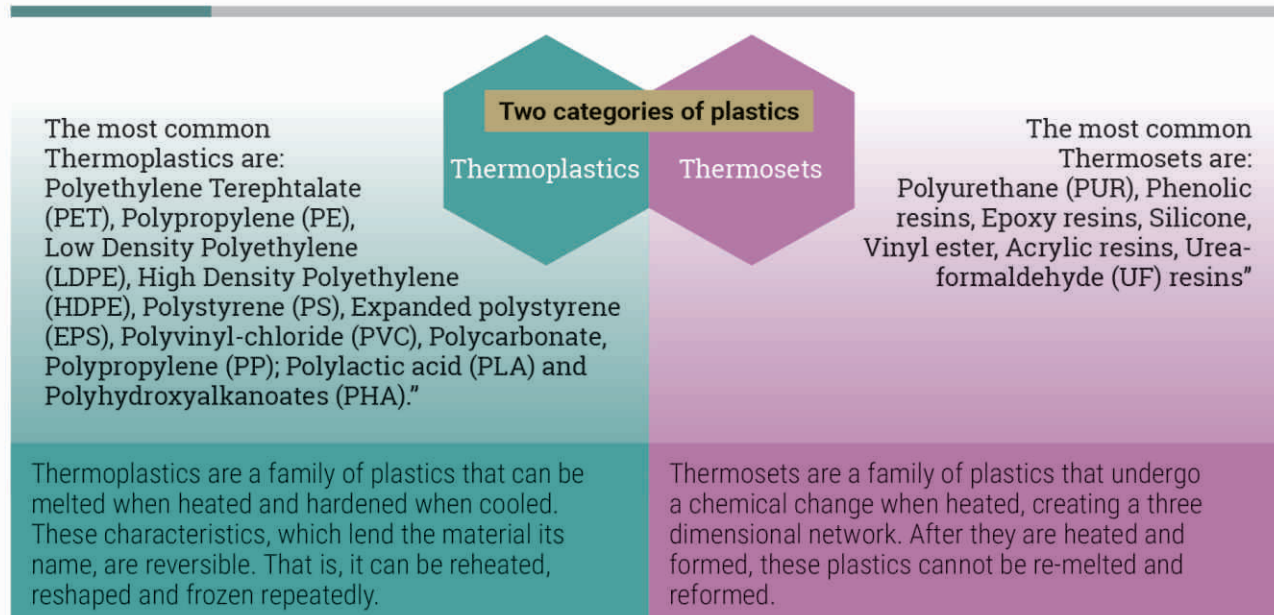 Two categories of plastics
Thermoplastics
Thermosets
The most common
Thermoplastics are:
Polyethylene Terephtalate
(PET), Polypropylene (PE),
Low Density Polyethylene
(LDPE), High Density Polyethylene
(HDPE), Polystyrene (PS), Expanded polystyrene
(EPS), Polyvinyl-chloride (PVC), Polycarbonate,
Polypropylene (PP); Polylactic acid (PLA) and
Polyhydroxyalkanoates (PHA).”
The most common
Thermosets are:
Polyurethane (PUR), Phenolic
resins, Epoxy resins, Silicone,
Vinyl ester, Acrylic resins, Urea-
formaldehyde (UF) resins”
Thermoplastics are a family of plastics that can be
melted when heated and hardened when cooled.
These characteristics, which lend the material its
name, are reversible. That is, it can be reheated,
reshaped and frozen repeatedly.
Thermosets are a family of plastics that undergo
a chemical change when heated, creating a three
dimensional network. After they are heated and
formed, these plastics cannot be re-melted and
reformed.